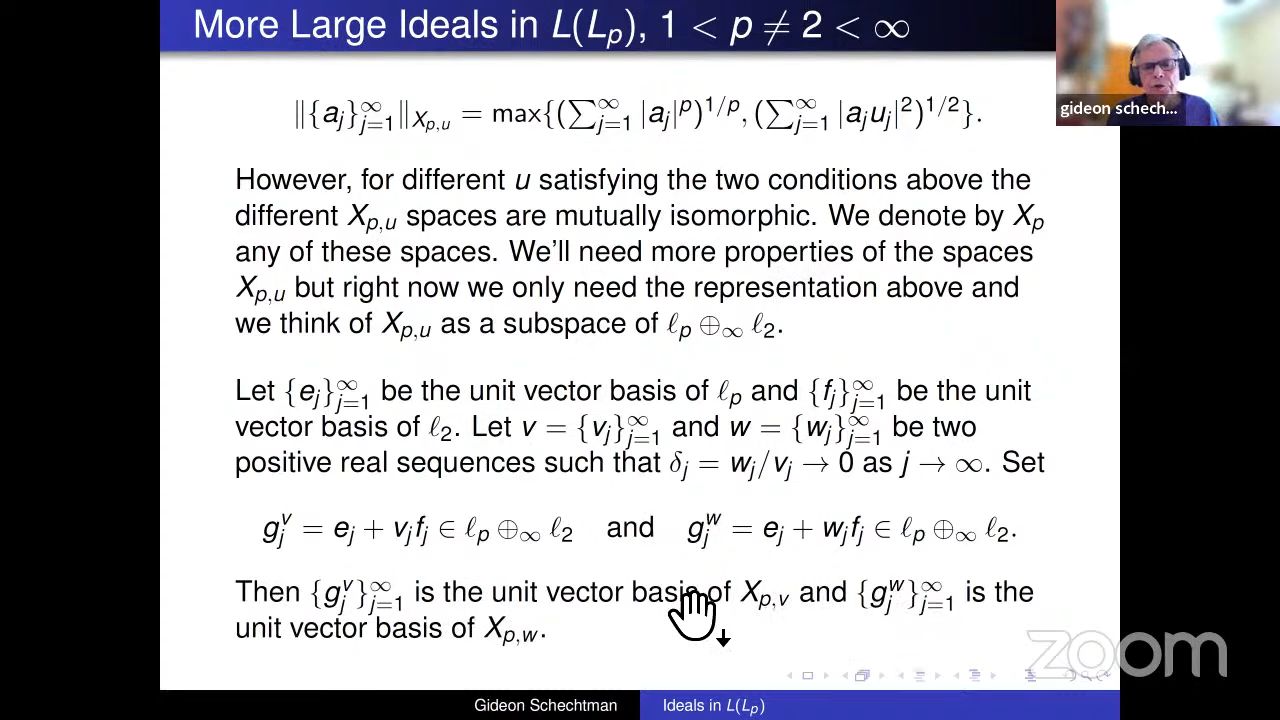 More Large Ideals in L(L_p), 1 < p ≠ 2 < ∞
gideon schech...
‖{a_j}_{j=1}^∞‖_{X_{p,u}} = max{(∑_{j=1}^∞ |a_j|^p)^{1/p}, (∑_{j=1}^∞ |a_j u_j|^2)^{1/2}}.
However, for different u satisfying the two conditions above the
different X_{p,u} spaces are mutually isomorphic. We denote by X_p
any of these spaces. We'll need more properties of the spaces
X_{p,u} but right now we only need the representation above and
we think of X_{p,u} as a subspace of ℓ_p ⊕_∞ ℓ_2.
Let {e_j}_{j=1}^∞ be the unit vector basis of ℓ_p and {f_j}_{j=1}^∞ be the unit
vector basis of ℓ_2. Let v = {v_j}_{j=1}^∞ and w = {w_j}_{j=1}^∞ be two
positive real sequences such that δ_j = w_j/v_j → 0 as j → ∞. Set
g_j^v = e_j + v_j f_j ∈ ℓ_p ⊕_∞ ℓ_2 and g_j^w = e_j + w_j f_j ∈ ℓ_p ⊕_∞ ℓ_2.
Then {g_j^v}_{j=1}^∞ is the unit vector basis of X_{p,v} and {g_j^w}_{j=1}^∞ is the
unit vector basis of X_{p,w}.
zoom
Gideon Schechtman Ideals in L(L_p)